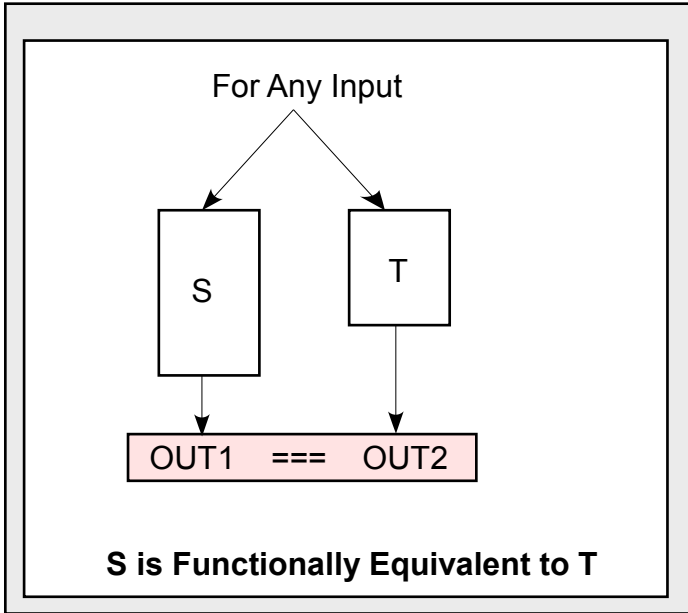 For Any Input
S
T
OUT1 === OUT2
S is Functionally Equivalent to T